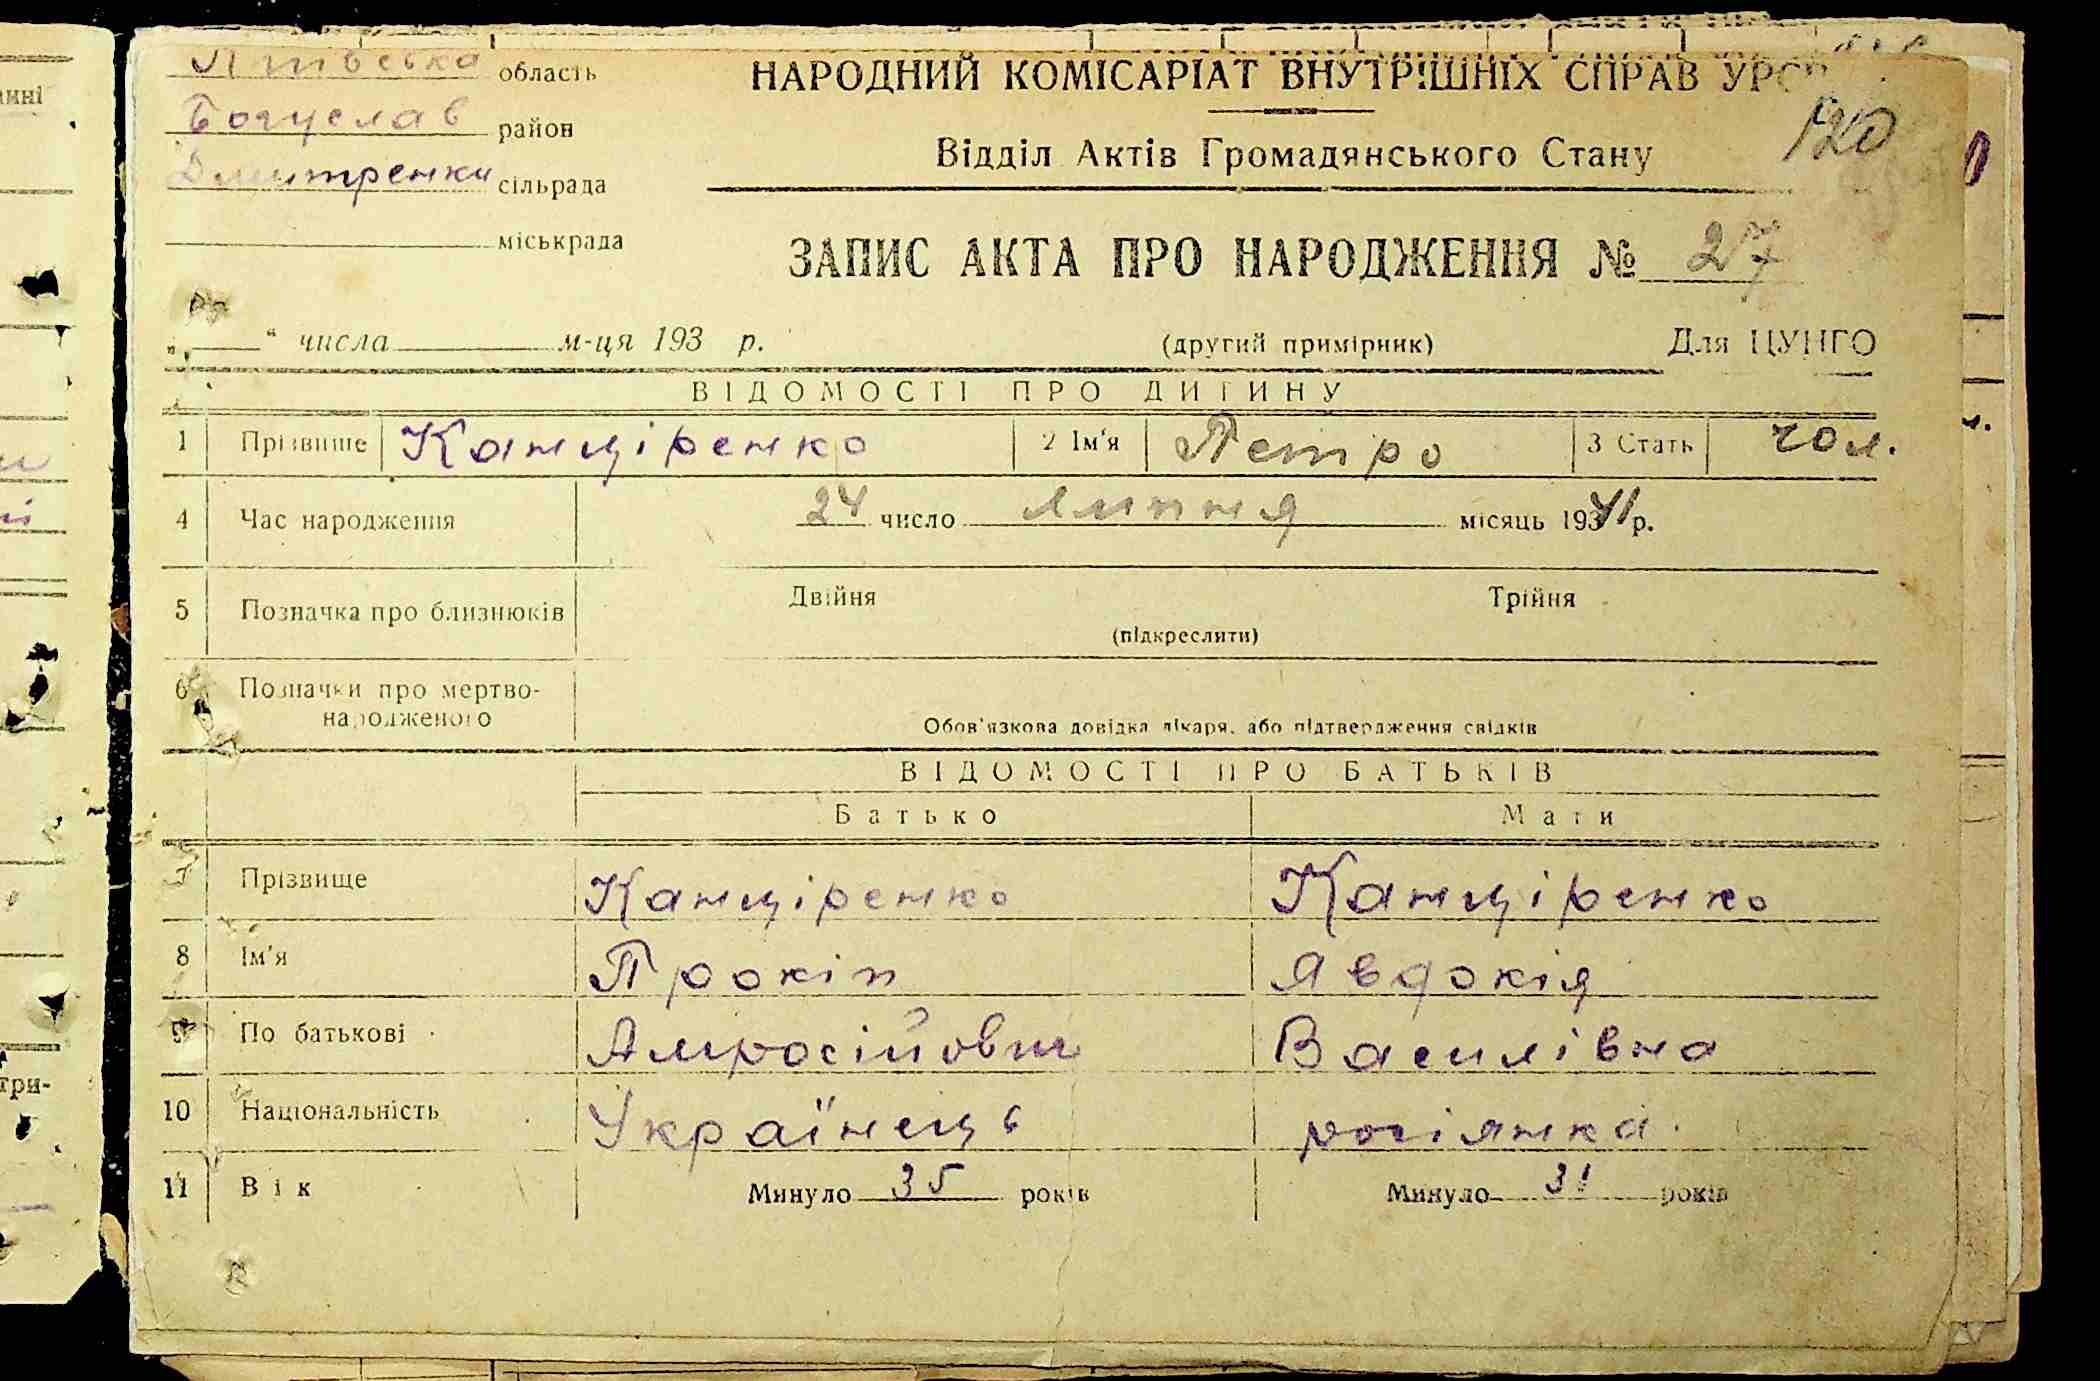 область
НАРОДНИЙ КОМІСАРІАТ ВНУТРІШНІХ СПРАВ УРСР
Богуслав район
120
Відділ Актів Громадянського Стану
Дмитренки сільрада
міськрада
ЗАПИС АКТА ПРО НАРОДЖЕННЯ № 27
„ “ числа м-ця 193 р.
(другий примірник)
Для ЦУНГО
ВІДОМОСТІ ПРО ДИТИНУ
1 Прізвище Канціренко 2 Ім'я Петро 3 Стать чол.
4 Час народження 24 число липня місяць 1941 р.
5 Позначка про близнюків Двійня Трійня
(підкреслити)
6 Позначки про мертво-
народженого
Обов'язкова довідка лікаря, або підтвердження свідків
ВІДОМОСТІ ПРО БАТЬКІВ
Батько Мати
7 Прізвище Канціренко Канціренко
8 Ім'я Прокіп Явдокія
9 По батькові Амросійович Василівна
10 Національність Українець росіянка
11 Вік Минуло 35 років Минуло 31 років
три-